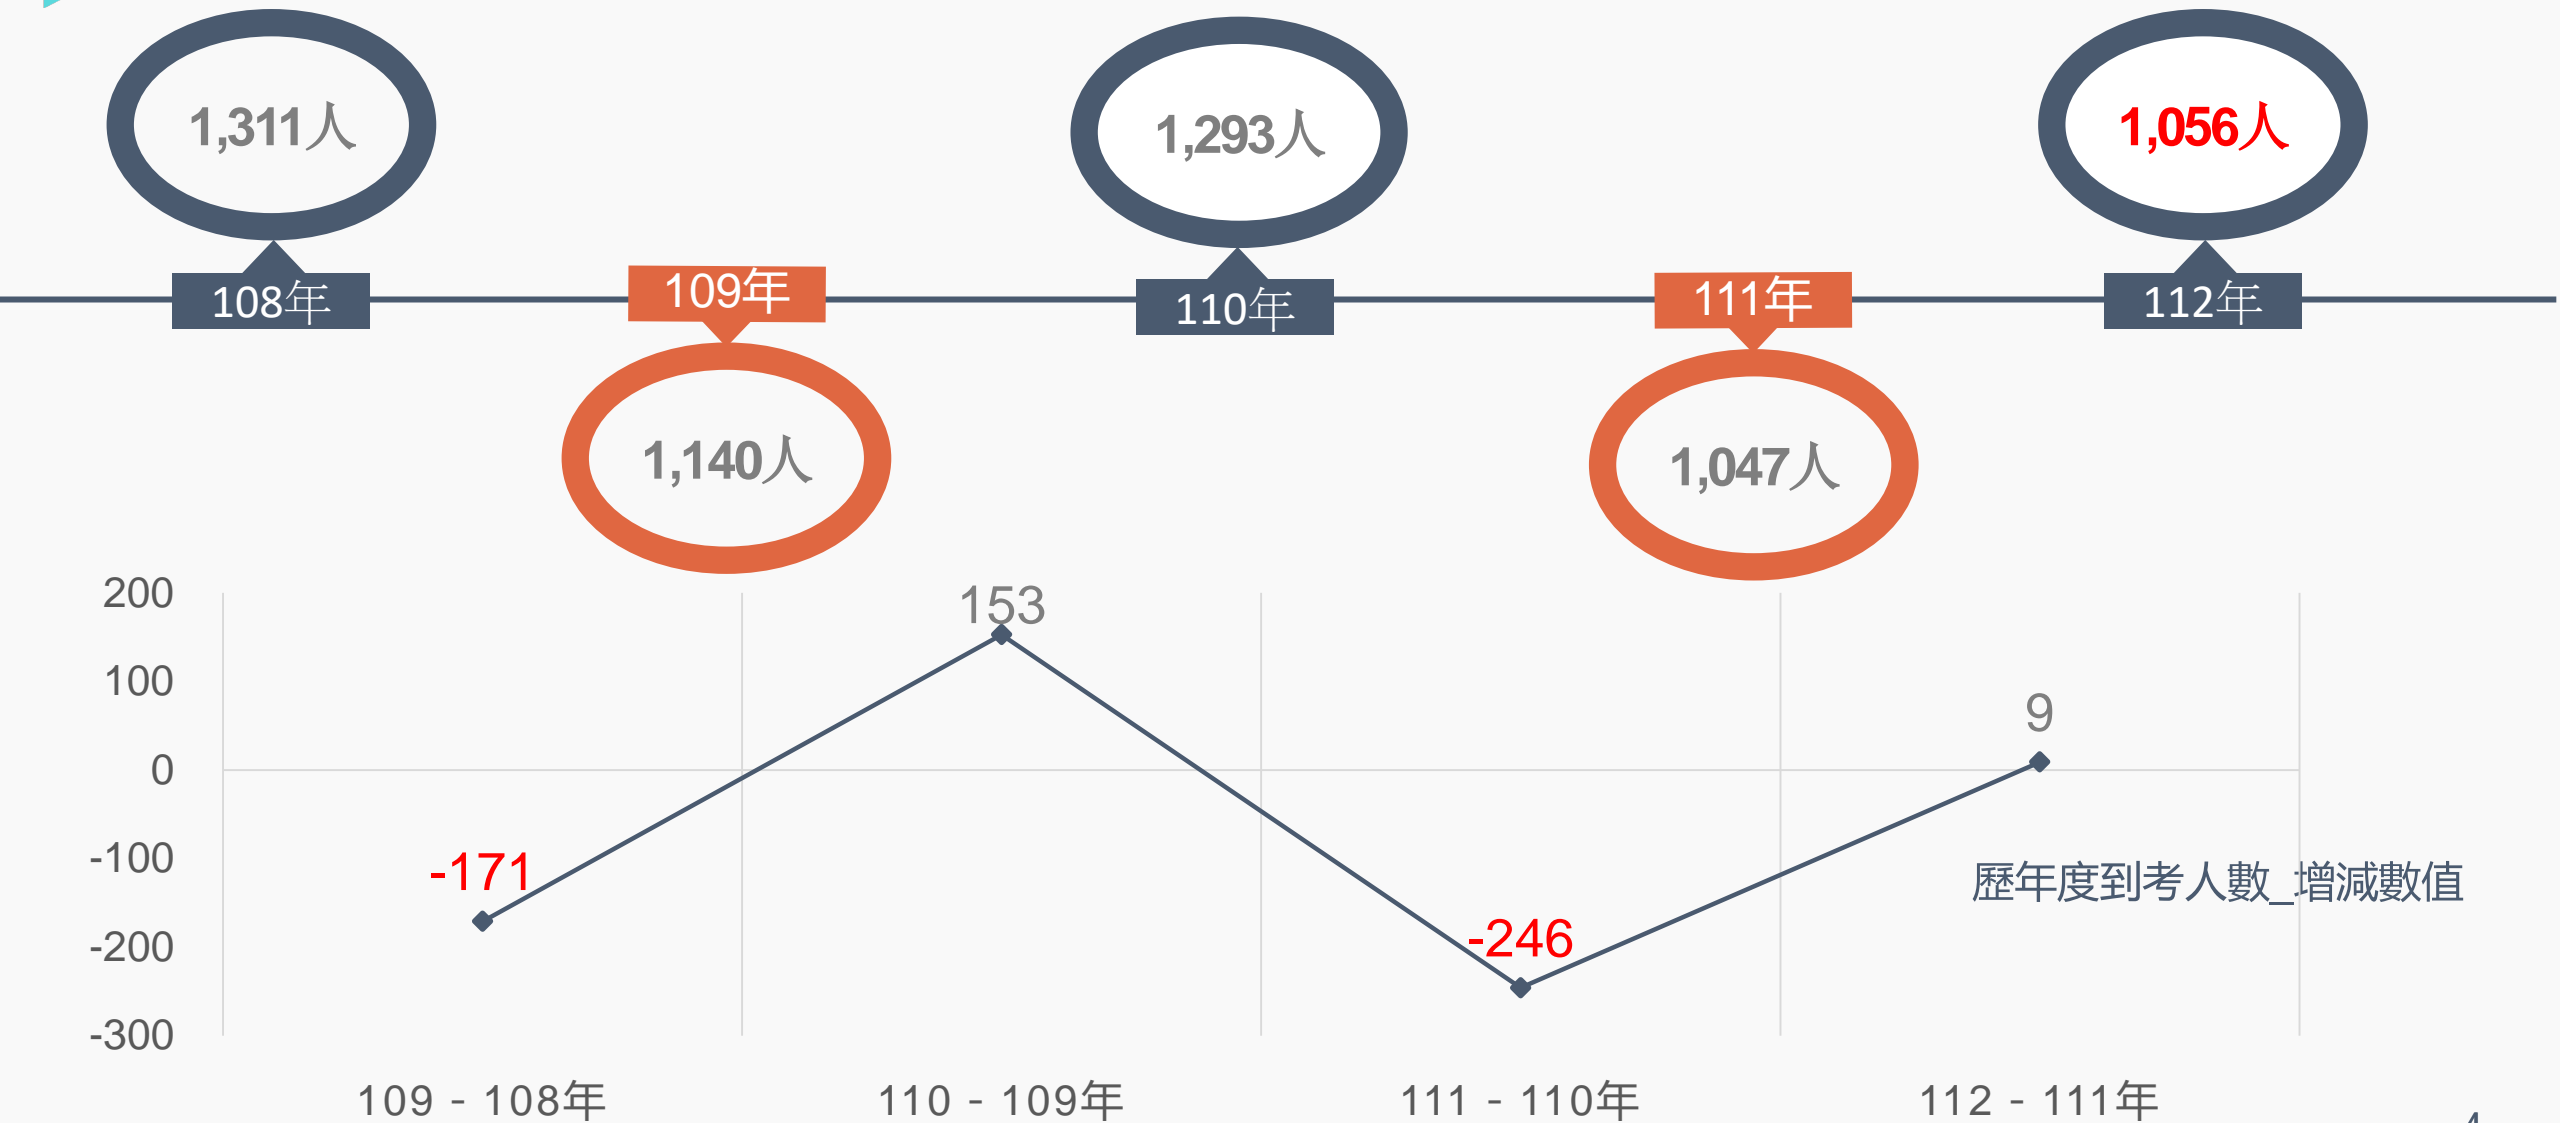 1,311人
1,293人
1,056人
108年
109年
110年
111年
112年
1,140人
1,047人
200
153
100
9
0
-100
-171
歷年度到考人數_增減數值
-200
-246
-300
109 - 108年
110 - 109年
111 - 110年
112 - 111年